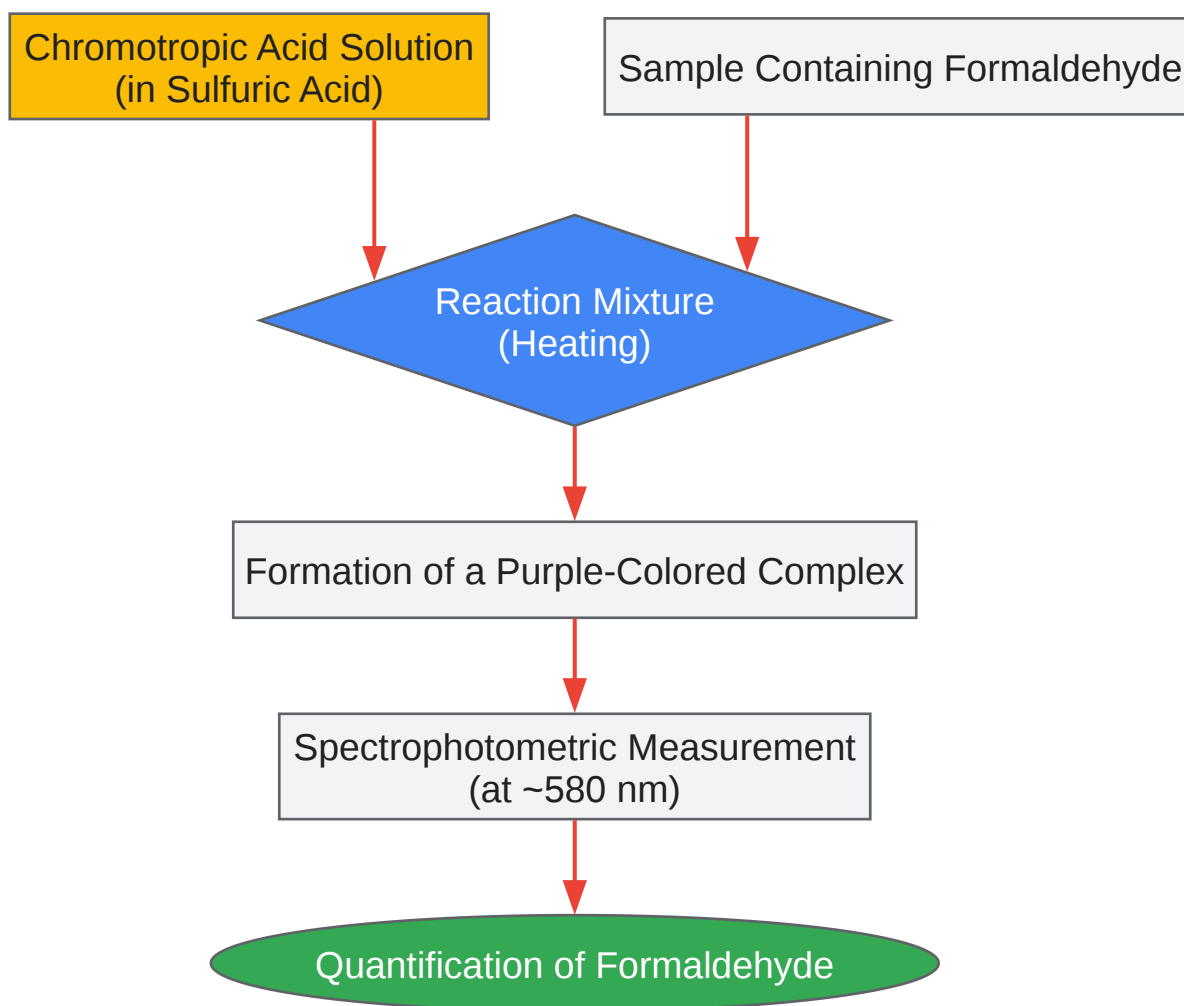 Chromotropic Acid Solution
(in Sulfuric Acid)
Sample Containing Formaldehyde
Reaction Mixture
(Heating)
Formation of a Purple-Colored Complex
Spectrophotometric Measurement
(at ~580 nm)
Quantification of Formaldehyde